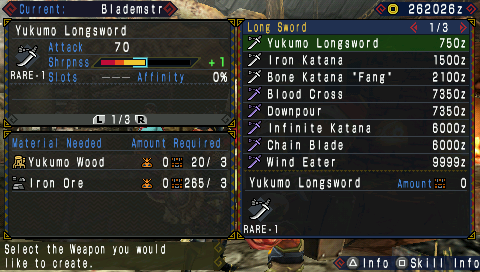 Current: Bladems​tr
262026z
Yukumo Longsword
Attack 70
Shrpnss +1
RARE-1 Slots ––– Affinity 0%
L 1/3 R
Material Needed Amount Required
Yukumo Wood 0 20/ 3
Iron Ore 0 265/ 3
Select the Weapon you would
like to create.
Long Sword 1/3
Yukumo Longsword 750z
Iron Katana 1500z
Bone Katana "Fang" 2100z
Blood Cross 7350z
Downpour 7350z
Infinite Katana 6000z
Chain Blade 6000z
Wind Eater 9999z
Yukumo Longsword Amount 0
RARE-1
△ Info □ Skill Info